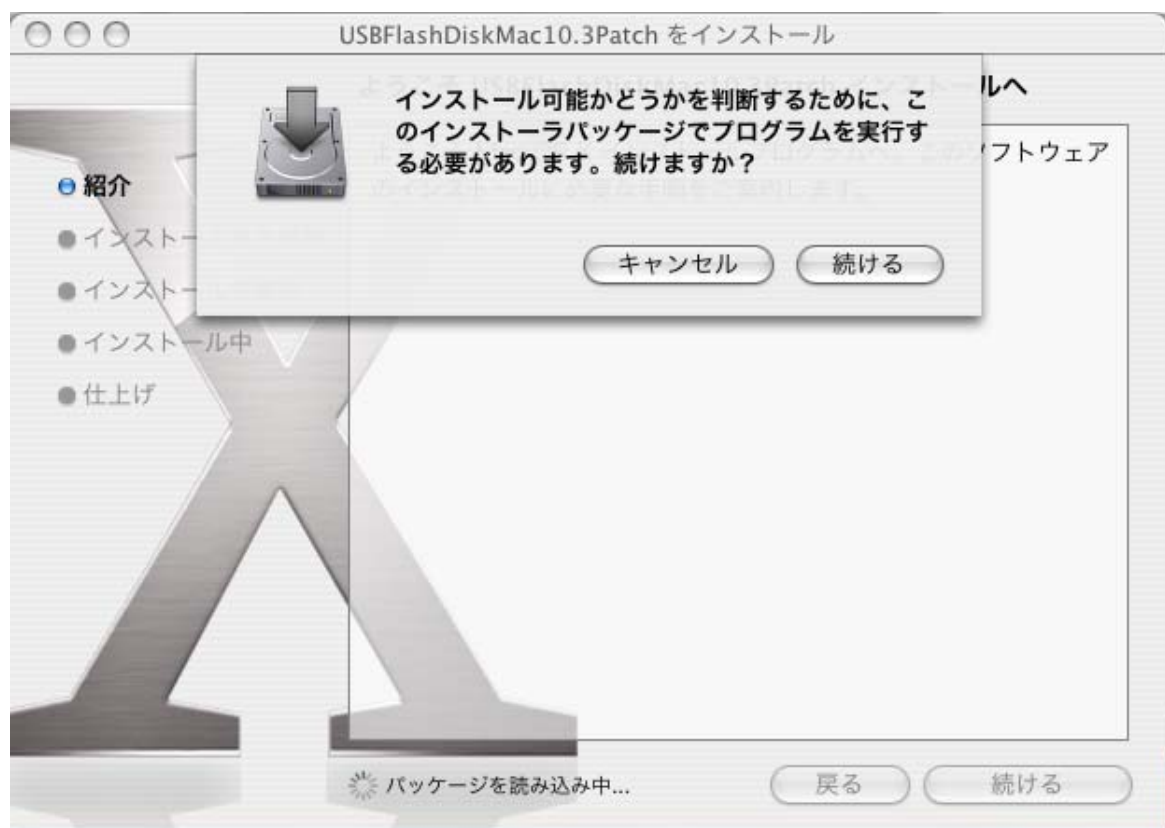 USBFlashDiskMac10.3Patch をインストール
インストール可能かどうかを判断するために、こ
のインストーラパッケージでプログラムを実行す
る必要があります。続けますか？
キャンセル
続ける
ルへ
ソフトウェア
紹介
インストー
インストー
インストール中
仕上げ
パッケージを読み込み中...
戻る
続ける